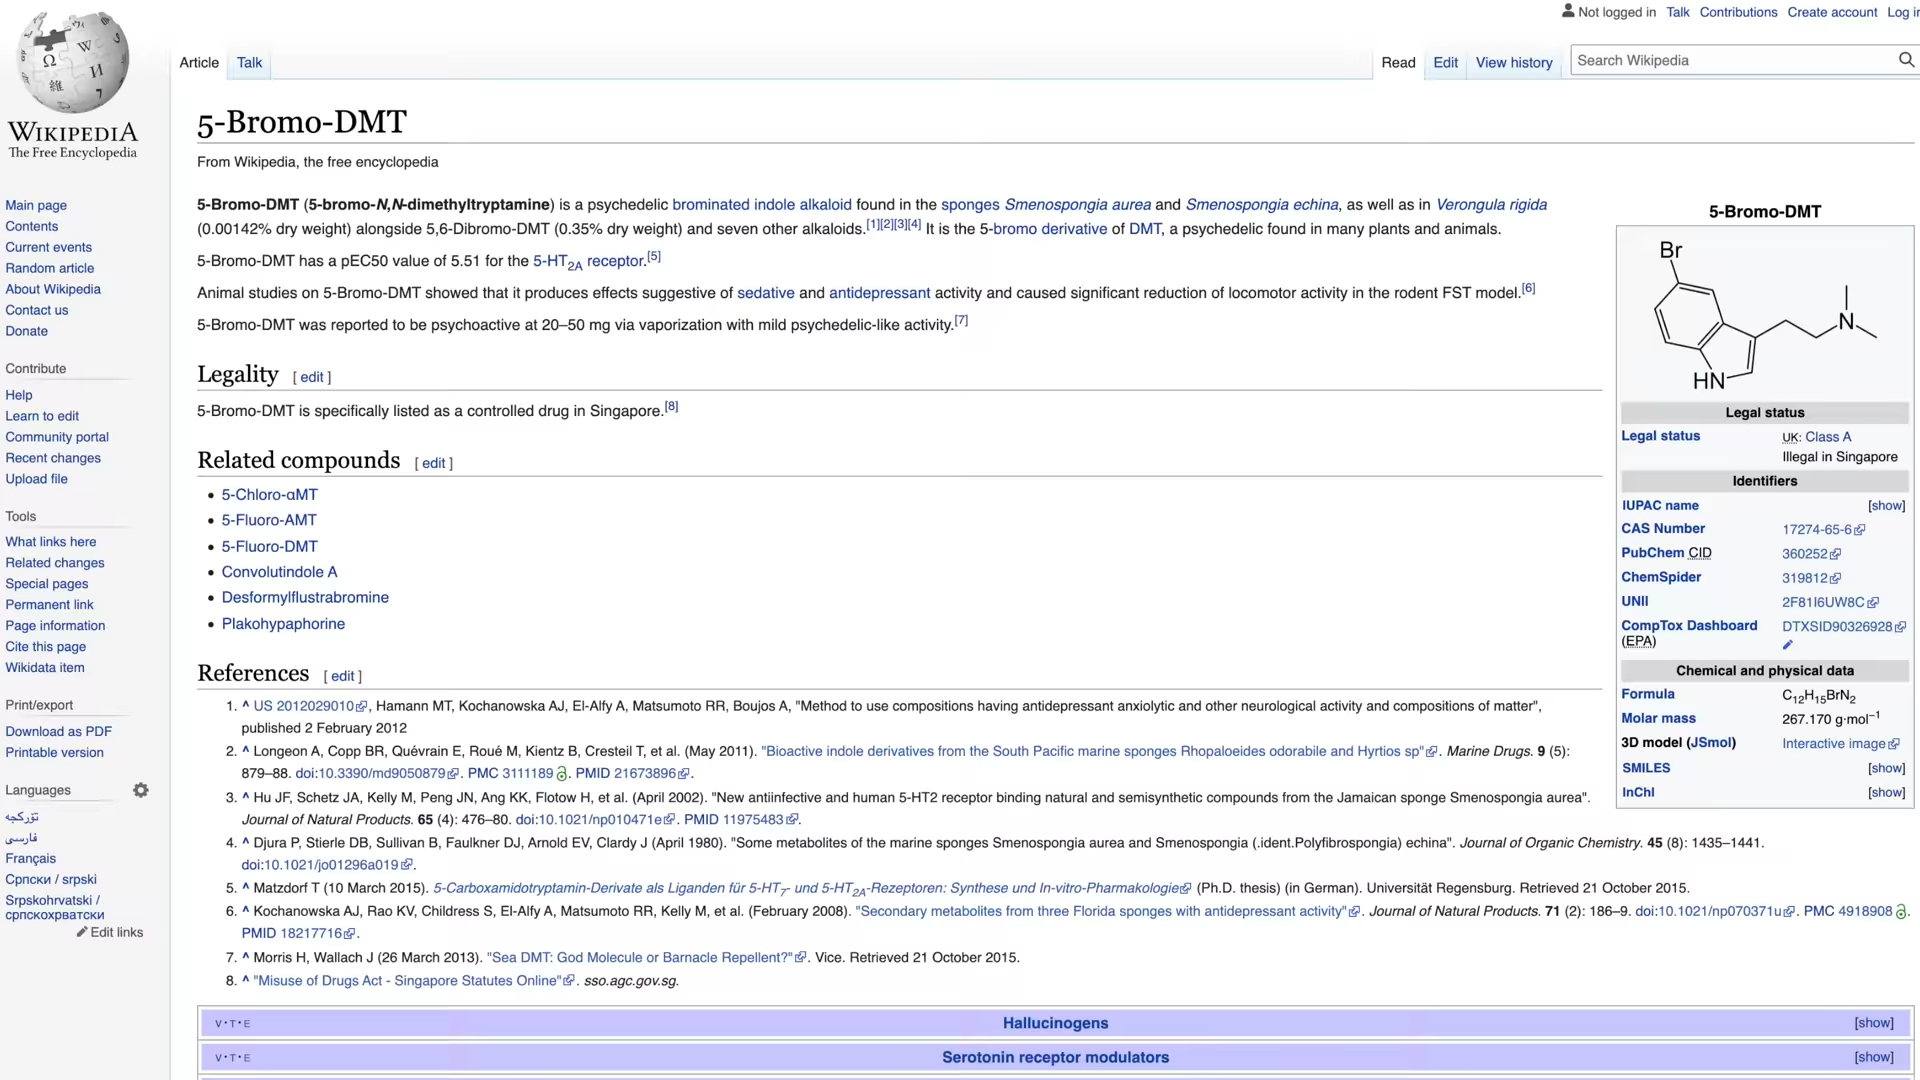 Not logged in Talk Contributions Create account Log in
Article Talk Read Edit View history Search Wikipedia
WIKIPEDIA
The Free Encyclopedia
Main page
Contents
Current events
Random article
About Wikipedia
Contact us
Donate
Contribute
Help
Learn to edit
Community portal
Recent changes
Upload file
Tools
What links here
Related changes
Special pages
Permanent link
Page information
Cite this page
Wikidata item
Print/export
Download as PDF
Printable version
Languages
تۆرکجه
فارسی
Français
Српски / srpski
Srpskohrvatski /
српскохрватски
Edit links
5-Bromo-DMT
From Wikipedia, the free encyclopedia
5-Bromo-DMT (5-bromo-N,N-dimethyltryptamine) is a psychedelic brominated indole alkaloid found in the sponges Smenospongia aurea and Smenospongia echina, as well as in Verongula rigida
(0.00142% dry weight) alongside 5,6-Dibromo-DMT (0.35% dry weight) and seven other alkaloids.[1][2][3][4] It is the 5-bromo derivative of DMT, a psychedelic found in many plants and animals.
5-Bromo-DMT has a pEC50 value of 5.51 for the 5-HT2A receptor.[5]
Animal studies on 5-Bromo-DMT showed that it produces effects suggestive of sedative and antidepressant activity and caused significant reduction of locomotor activity in the rodent FST model.[6]
5-Bromo-DMT was reported to be psychoactive at 20–50 mg via vaporization with mild psychedelic-like activity.[7]
Legality [ edit ]
5-Bromo-DMT is specifically listed as a controlled drug in Singapore.[8]
Related compounds [ edit ]
5-Chloro-αMT
5-Fluoro-AMT
5-Fluoro-DMT
Convolutindole A
Desformylflustrabromine
Plakohypaphorine
5-Bromo-DMT
Br
N
HN
Legal status
Legal status UK: Class A
Illegal in Singapore
Identifiers
IUPAC name [show]
CAS Number 17274-65-6
PubChem CID 360252
ChemSpider 319812
UNII 2F81I6UW8C
CompTox Dashboard DTXSID90326928
(EPA)
Chemical and physical data
Formula C12H15BrN2
Molar mass 267.170 g·mol−1
3D model (JSmol) Interactive image
SMILES [show]
InChI [show]
References [ edit ]
1. ^ US 2012029010, Hamann MT, Kochanowska AJ, El-Alfy A, Matsumoto RR, Boujos A, "Method to use compositions having antidepressant anxiolytic and other neurological activity and compositions of matter",
published 2 February 2012
2. ^ Longeon A, Copp BR, Quévrain E, Roué M, Kientz B, Cresteil T, et al. (May 2011). "Bioactive indole derivatives from the South Pacific marine sponges Rhopaloeides odorabile and Hyrtios sp". Marine Drugs. 9 (5):
879–88. doi:10.3390/md9050879. PMC 3111189. PMID 21673896.
3. ^ Hu JF, Schetz JA, Kelly M, Peng JN, Ang KK, Flotow H, et al. (April 2002). "New antiinfective and human 5-HT2 receptor binding natural and semisynthetic compounds from the Jamaican sponge Smenospongia aurea".
Journal of Natural Products. 65 (4): 476–80. doi:10.1021/np010471e. PMID 11975483.
4. ^ Djura P, Stierle DB, Sullivan B, Faulkner DJ, Arnold EV, Clardy J (April 1980). "Some metabolites of the marine sponges Smenospongia aurea and Smenospongia (.ident.Polyfibrospongia) echina". Journal of Organic Chemistry. 45 (8): 1435–1441.
doi:10.1021/jo01296a019.
5. ^ Matzdorf T (10 March 2015). 5-Carboxamidotryptamin-Derivate als Liganden für 5-HT7- und 5-HT2A-Rezeptoren: Synthese und In-vitro-Pharmakologie (Ph.D. thesis) (in German). Universität Regensburg. Retrieved 21 October 2015.
6. ^ Kochanowska AJ, Rao KV, Childress S, El-Alfy A, Matsumoto RR, Kelly M, et al. (February 2008). "Secondary metabolites from three Florida sponges with antidepressant activity". Journal of Natural Products. 71 (2): 186–9. doi:10.1021/np070371u. PMC 4918908.
PMID 18217716.
7. ^ Morris H, Wallach J (26 March 2013). "Sea DMT: God Molecule or Barnacle Repellent?". Vice. Retrieved 21 October 2015.
8. ^ "Misuse of Drugs Act - Singapore Statutes Online". sso.agc.gov.sg.
V·T·E Hallucinogens [show]
V·T·E Serotonin receptor modulators [show]